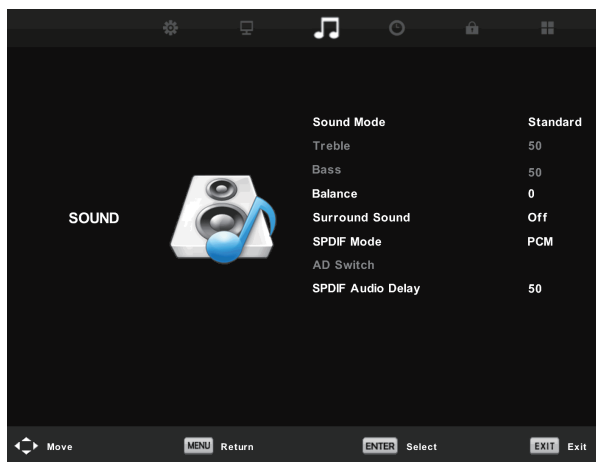 Sound Mode Standard
Treble 50
Bass 50
Balance 0
SOUND
Surround Sound Off
SPDIF Mode PCM
AD Switch
SPDIF Audio Delay 50
Move MENU Return ENTER Select EXIT Exit